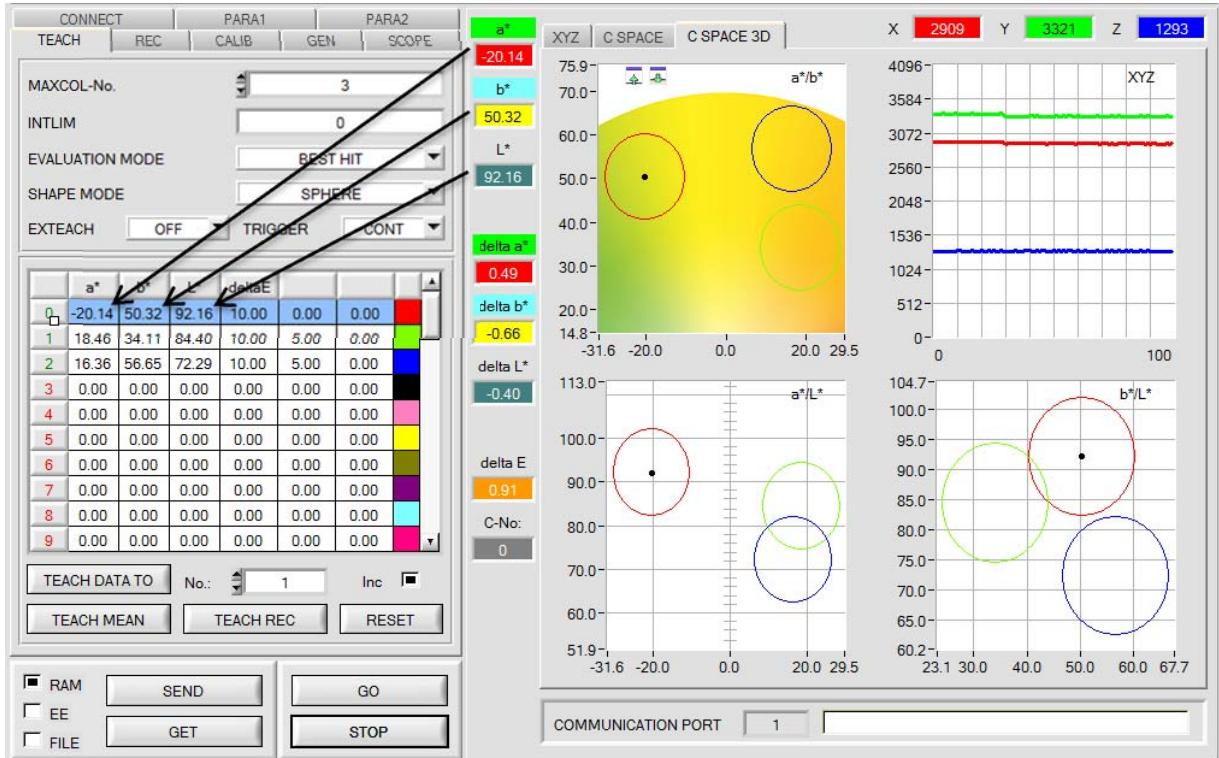 CONNECT PARA1 PARA2
TEACH REC CALIB GEN SCOPE
MAXCOL-No. 3
INTLIM 0
EVALUATION MODE BEST HIT
SHAPE MODE SPHERE
EXTEACH OFF TRIGGER CONT
a* b* L* deltaE
0 -20.14 50.32 92.16 10.00 0.00 0.00
1 18.46 34.11 84.40 10.00 5.00 0.00
2 16.36 56.65 72.29 10.00 5.00 0.00
3 0.00 0.00 0.00 0.00 0.00 0.00
4 0.00 0.00 0.00 0.00 0.00 0.00
5 0.00 0.00 0.00 0.00 0.00 0.00
6 0.00 0.00 0.00 0.00 0.00 0.00
7 0.00 0.00 0.00 0.00 0.00 0.00
8 0.00 0.00 0.00 0.00 0.00 0.00
9 0.00 0.00 0.00 0.00 0.00 0.00
TEACH DATA TO No.: 1 Inc
TEACH MEAN TEACH REC RESET
RAM SEND GO
EE
GET STOP
FILE
a*
-20.14
b*
50.32
L*
92.16
delta a*
0.49
delta b*
-0.66
delta L*
-0.40
delta E
0.91
C-No:
0
XYZ C SPACE C SPACE 3D
X 2909 Y 3321 Z 1293
a*/b*
75.9
70.0
60.0
50.0
40.0
30.0
20.0
14.8
-31.6 -20.0 0.0 20.0 29.5
XYZ
4096
3584
3072
2560
2048
1536
1024
512
0
0 100
a*/L*
113.0
100.0
90.0
80.0
70.0
60.0
51.9
-31.6 -20.0 0.0 20.0 29.5
b*/L*
104.7
100.0
95.0
90.0
85.0
80.0
75.0
70.0
65.0
60.2
23.1 30.0 40.0 50.0 60.0 67.7
COMMUNICATION PORT 1